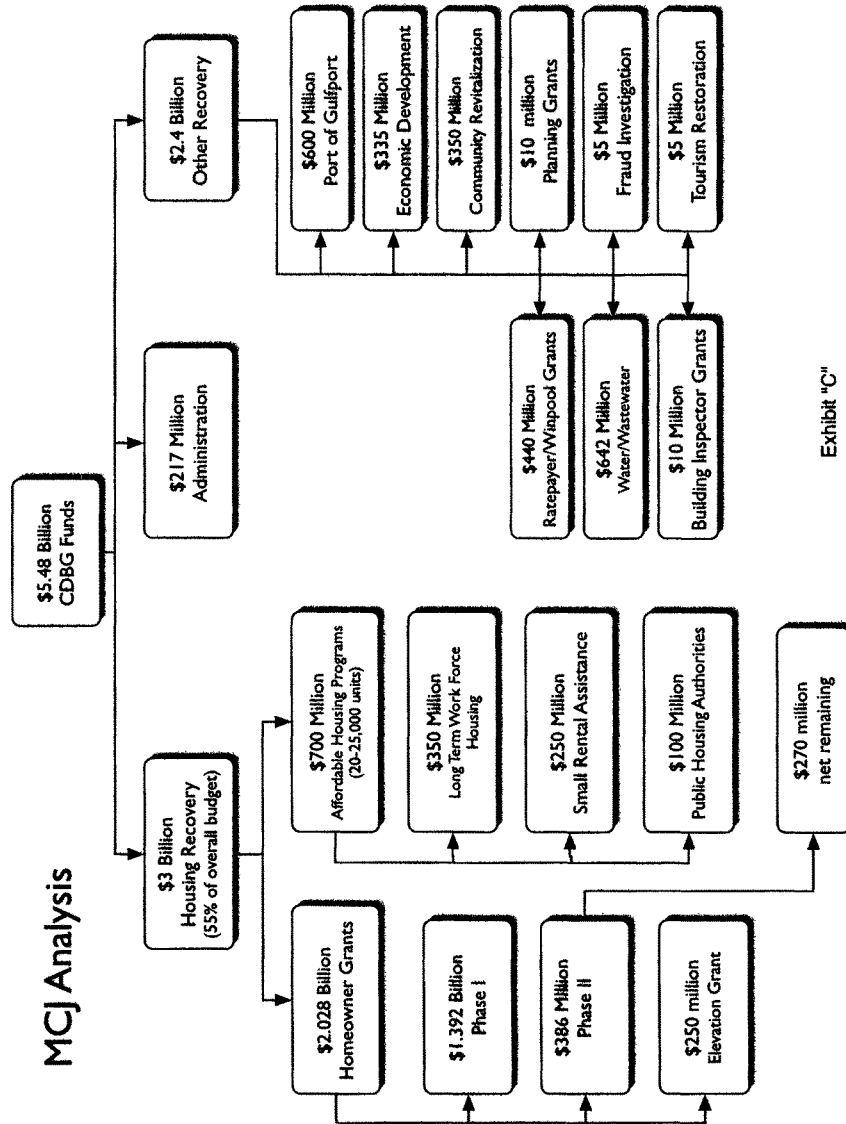 MCJ Analysis
$5.48 Billion
CDBG Funds
$3 Billion
Housing Recovery
(55% of overall budget)
$217 Million
Administration
$2.4 Billion
Other Recovery
$2.028 Billion
Homeowner Grants
$1.392 Billion
Phase I
$386 Million
Phase II
$250 million
Elevation Grant
$700 Million
Affordable Housing Programs
(20-25,000 units)
$350 Million
Long Term Work Force
Housing
$250 Million
Small Rental Assistance
$100 Million
Public Housing Authorities
$270 million
net remaining
$440 Million
Ratepayer/Winpool Grants
$642 Million
Water/Wastewater
$10 Million
Building Inspector Grants
$600 Million
Port of Gulfport
$335 Million
Economic Development
$350 Million
Community Revitalization
$10 million
Planning Grants
$5 Million
Fraud Investigation
$5 Million
Tourism Restoration
Exhibit "C"